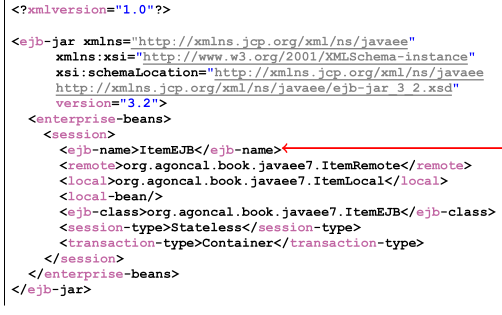 <?xmlversion="1.0"?>
<ejb-jar xmlns="http://xmlns.jcp.org/xml/ns/javaee"
xmlns:xsi="http://www.w3.org/2001/XMLSchema-instance"
xsi:schemaLocation="http://xmlns.jcp.org/xml/ns/javaee
http://xmlns.jcp.org/xml/ns/javaee/ejb-jar_3_2.xsd"
version="3.2">
<enterprise-beans>
<session>
<ejb-name>ItemEJB</ejb-name>
<remote>org.agoncal.book.javaee7.ItemRemote</remote>
<local>org.agoncal.book.javaee7.ItemLocal</local>
<local-bean/>
<ejb-class>org.agoncal.book.javaee7.ItemEJB</ejb-class>
<session-type>Stateless</session-type>
<transaction-type>Container</transaction-type>
</session>
</enterprise-beans>
</ejb-jar>